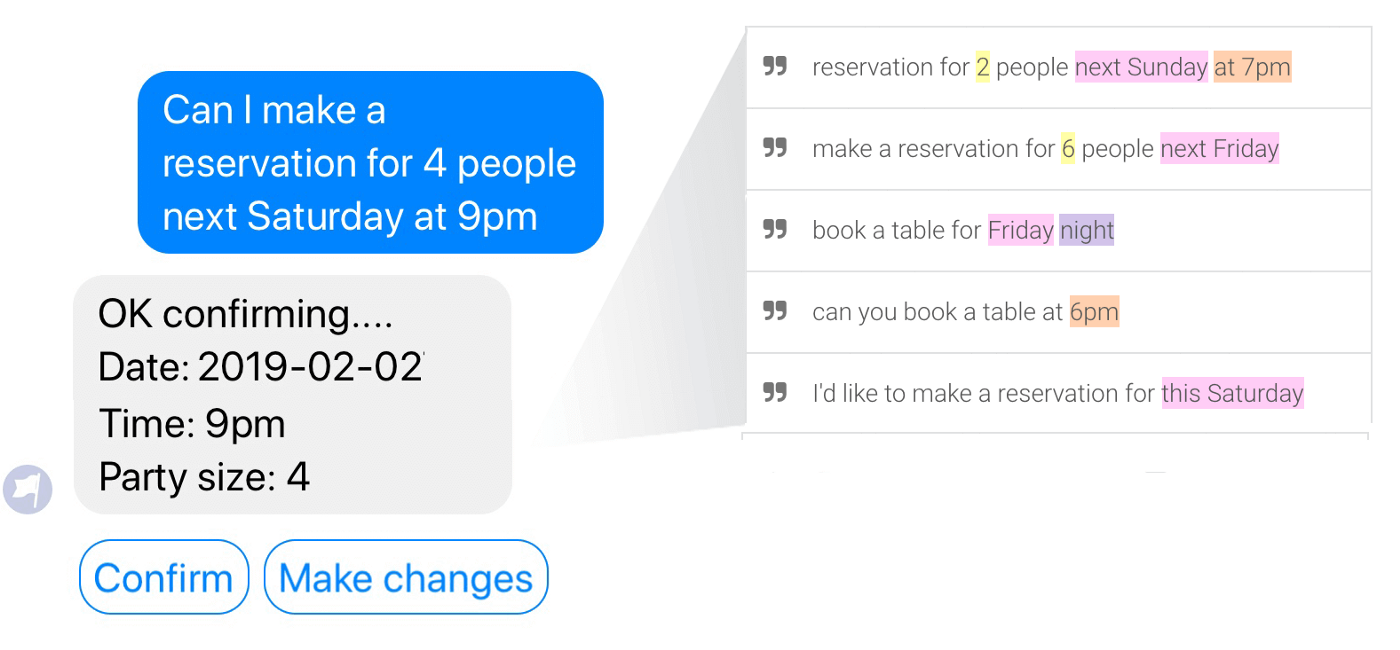 Can I make a
reservation for 4 people
next Saturday at 9pm
OK confirming....
Date: 2019-02-02
Time: 9pm
Party size: 4
Confirm
Make changes
reservation for 2 people next Sunday at 7pm
make a reservation for 6 people next Friday
book a table for Friday night
can you book a table at 6pm
I'd like to make a reservation for this Saturday